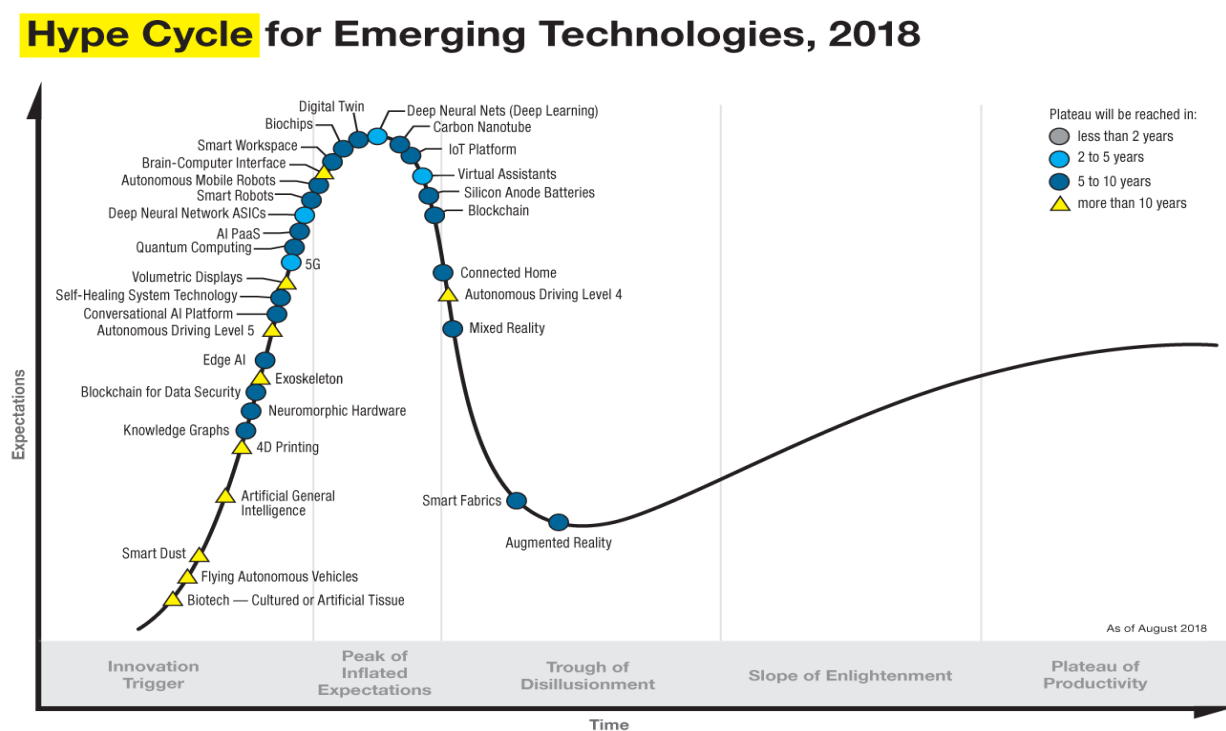 Hype Cycle for Emerging Technologies, 2018
Plateau will be reached in:
less than 2 years
2 to 5 years
5 to 10 years
more than 10 years
Expectations
Digital Twin
Deep Neural Nets (Deep Learning)
Biochips
Carbon Nanotube
Smart Workspace
IoT Platform
Brain-Computer Interface
Virtual Assistants
Autonomous Mobile Robots
Smart Robots
Silicon Anode Batteries
Deep Neural Network ASICs
Blockchain
AI PaaS
Quantum Computing
5G
Connected Home
Volumetric Displays
Self-Healing System Technology
Autonomous Driving Level 4
Conversational AI Platform
Autonomous Driving Level 5
Mixed Reality
Edge AI
Exoskeleton
Blockchain for Data Security
Neuromorphic Hardware
Knowledge Graphs
4D Printing
Artificial General
Intelligence
Smart Fabrics
Augmented Reality
Smart Dust
Flying Autonomous Vehicles
Biotech — Cultured or Artificial Tissue
As of August 2018
Innovation
Trigger
Peak of
Inflated
Expectations
Trough of
Disillusionment
Slope of Enlightenment
Plateau of
Productivity
Time